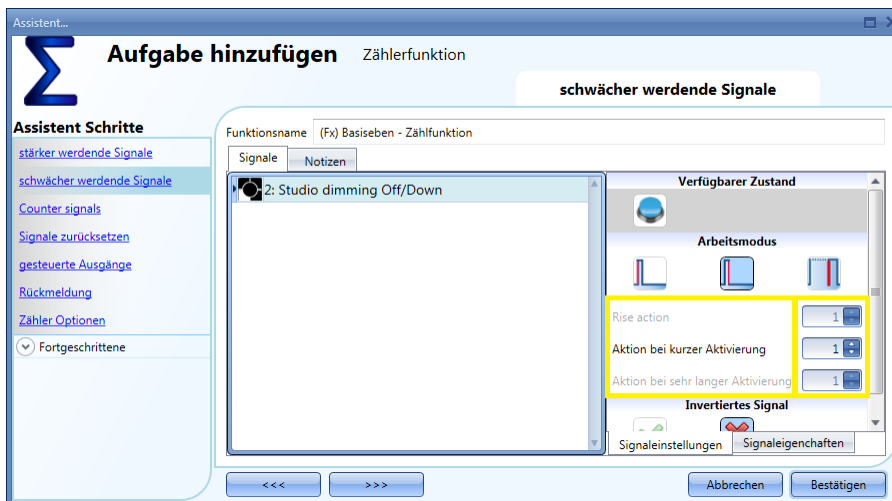 Assistent...
Aufgabe hinzufügen Zählerfunktion
schwächer werdende Signale
Assistent Schritte
stärker werdende Signale
schwächer werdende Signale
Counter signals
Signale zurücksetzen
gesteuerte Ausgänge
Rückmeldung
Zähler Optionen
Fortgeschrittene
Funktionsname (Fx) Basiseben - Zählfunktion
Signale Notizen
2: Studio dimming Off/Down
Verfügbarer Zustand
Arbeitsmodus
Rise action 1
Aktion bei kurzer Aktivierung 1
Aktion bei sehr langer Aktivierung 1
Invertiertes Signal
Signaleinstellungen Signaleigenschaften
<<< >>> Abbrechen Bestätigen